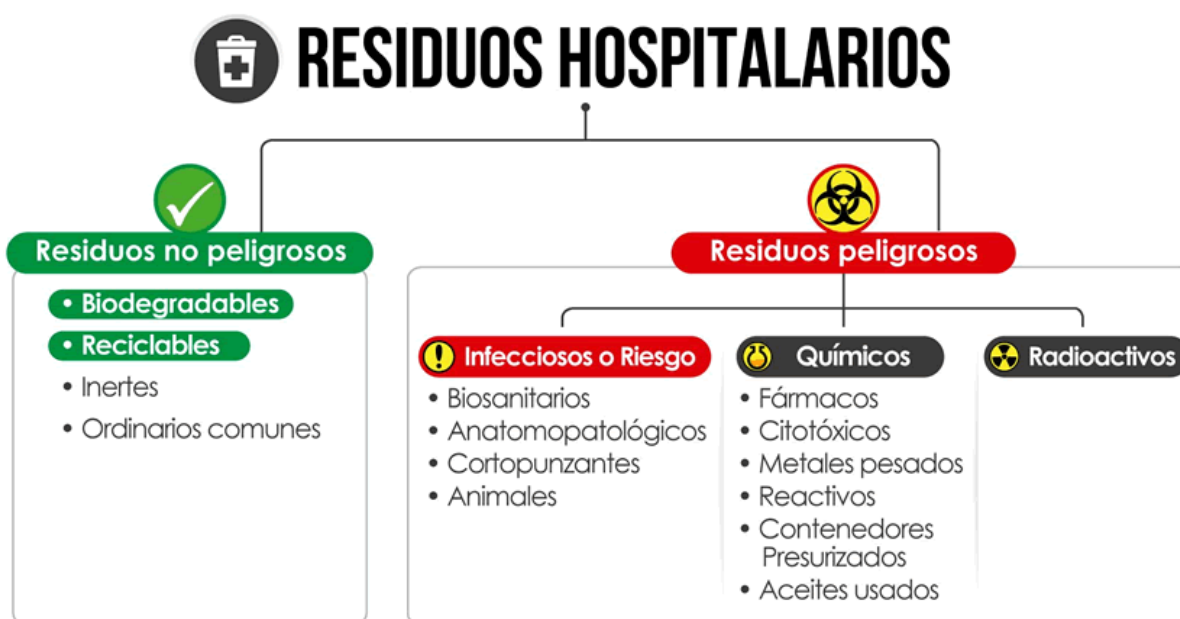 RESIDUOS HOSPITALARIOS
Residuos no peligrosos
• Biodegradables
• Reciclables
• Inertes
• Ordinarios comunes
Residuos peligrosos
Infecciosos o Riesgo
• Biosanitarios
• Anatomopatológicos
• Cortopunzantes
• Animales
Químicos
• Fármacos
• Citotóxicos
• Metales pesados
• Reactivos
• Contenedores
Presurizados
• Aceites usados
Radioactivos